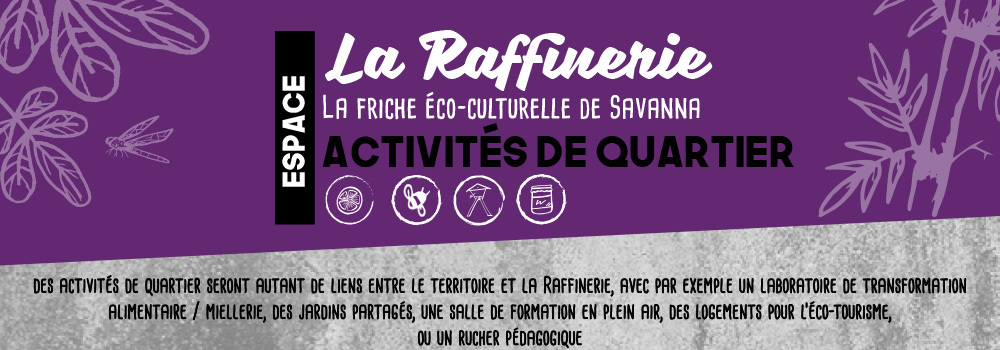 ESPACE
La Raffinerie
La friche éco-culturelle de Savanna
ACTIVITÉS DE QUARTIER
des activités de quartier seront autant de liens entre le territoire et la Raffinerie, avec par exemple un laboratoire de transformation
alimentaire / miellerie, des jardins partagés, une salle de formation en plein air, des logements pour l'éco-tourisme,
ou un rucher pédagogique